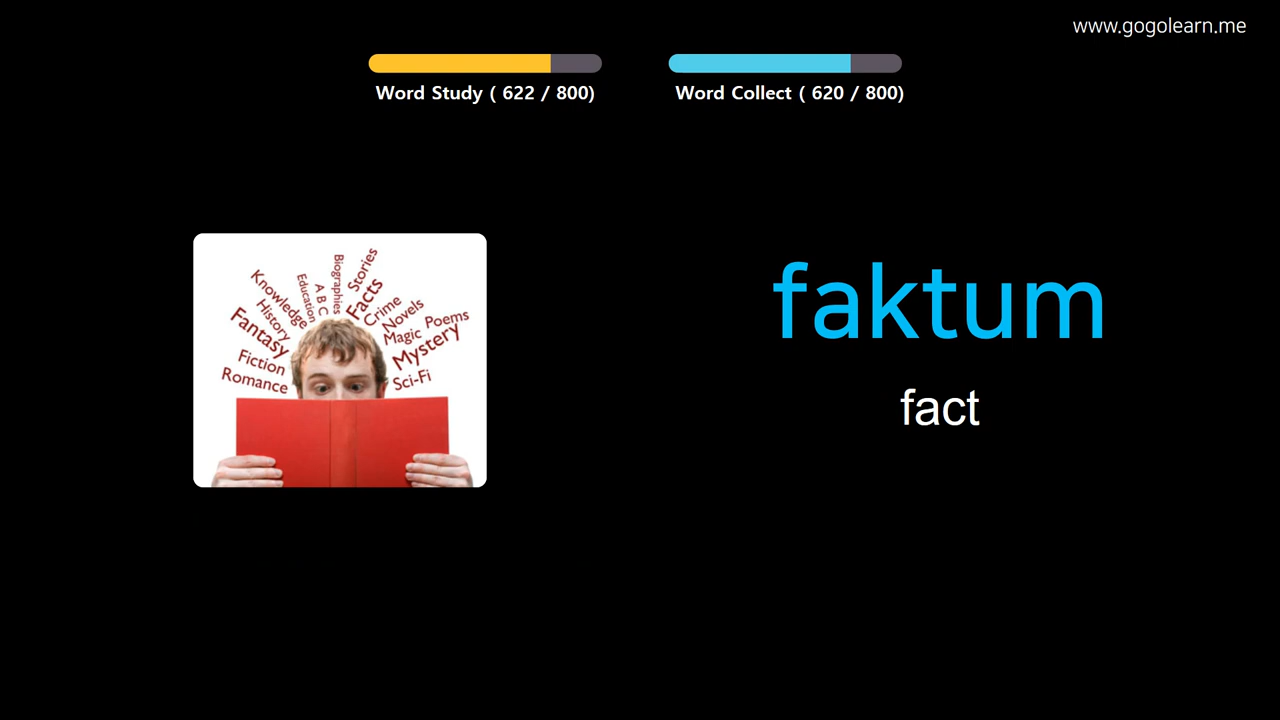 www.gogolearn.me
Word Study ( 622 / 800)
Word Collect ( 620 / 800)
Biographies
Stories
Knowledge
Education
A B C
Facts
History
Crime
Novels
Fantasy
Magic
Poems
Fiction
Mystery
Romance
Sci-Fi
faktum
fact